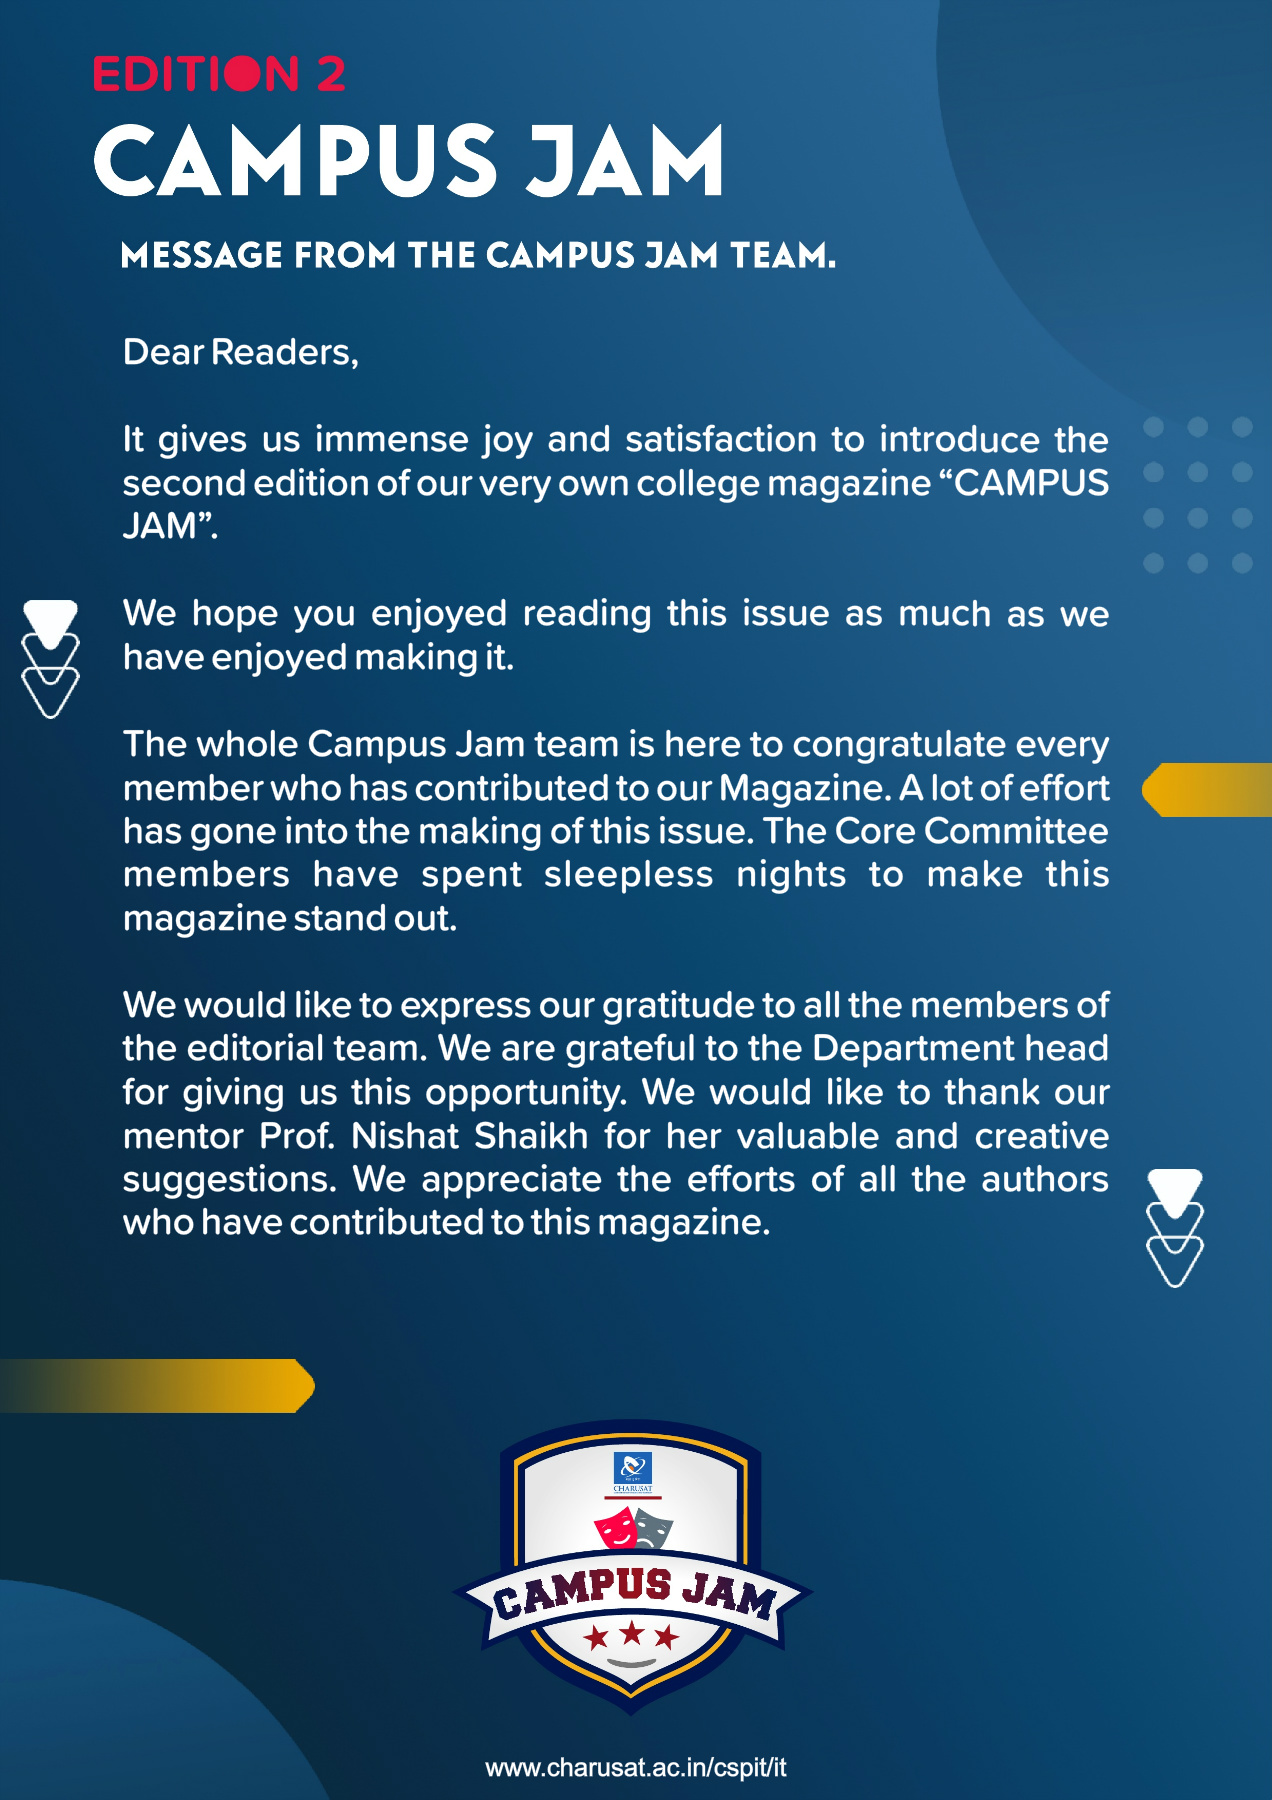 EDITION 2
CAMPUS JAM
MESSAGE FROM THE CAMPUS JAM TEAM.
Dear Readers,
It gives us immense joy and satisfaction to introduce the
second edition of our very own college magazine “CAMPUS
JAM”.
We hope you enjoyed reading this issue as much as we
have enjoyed making it.
The whole Campus Jam team is here to congratulate every
member who has contributed to our Magazine. A lot of effort
has gone into the making of this issue. The Core Committee
members have spent sleepless nights to make this
magazine stand out.
We would like to express our gratitude to all the members of
the editorial team. We are grateful to the Department head
for giving us this opportunity. We would like to thank our
mentor Prof. Nishat Shaikh for her valuable and creative
suggestions. We appreciate the efforts of all the authors
who have contributed to this magazine.
CHARUSAT
CAMPUS JAM
www.charusat.ac.in/cspit/it